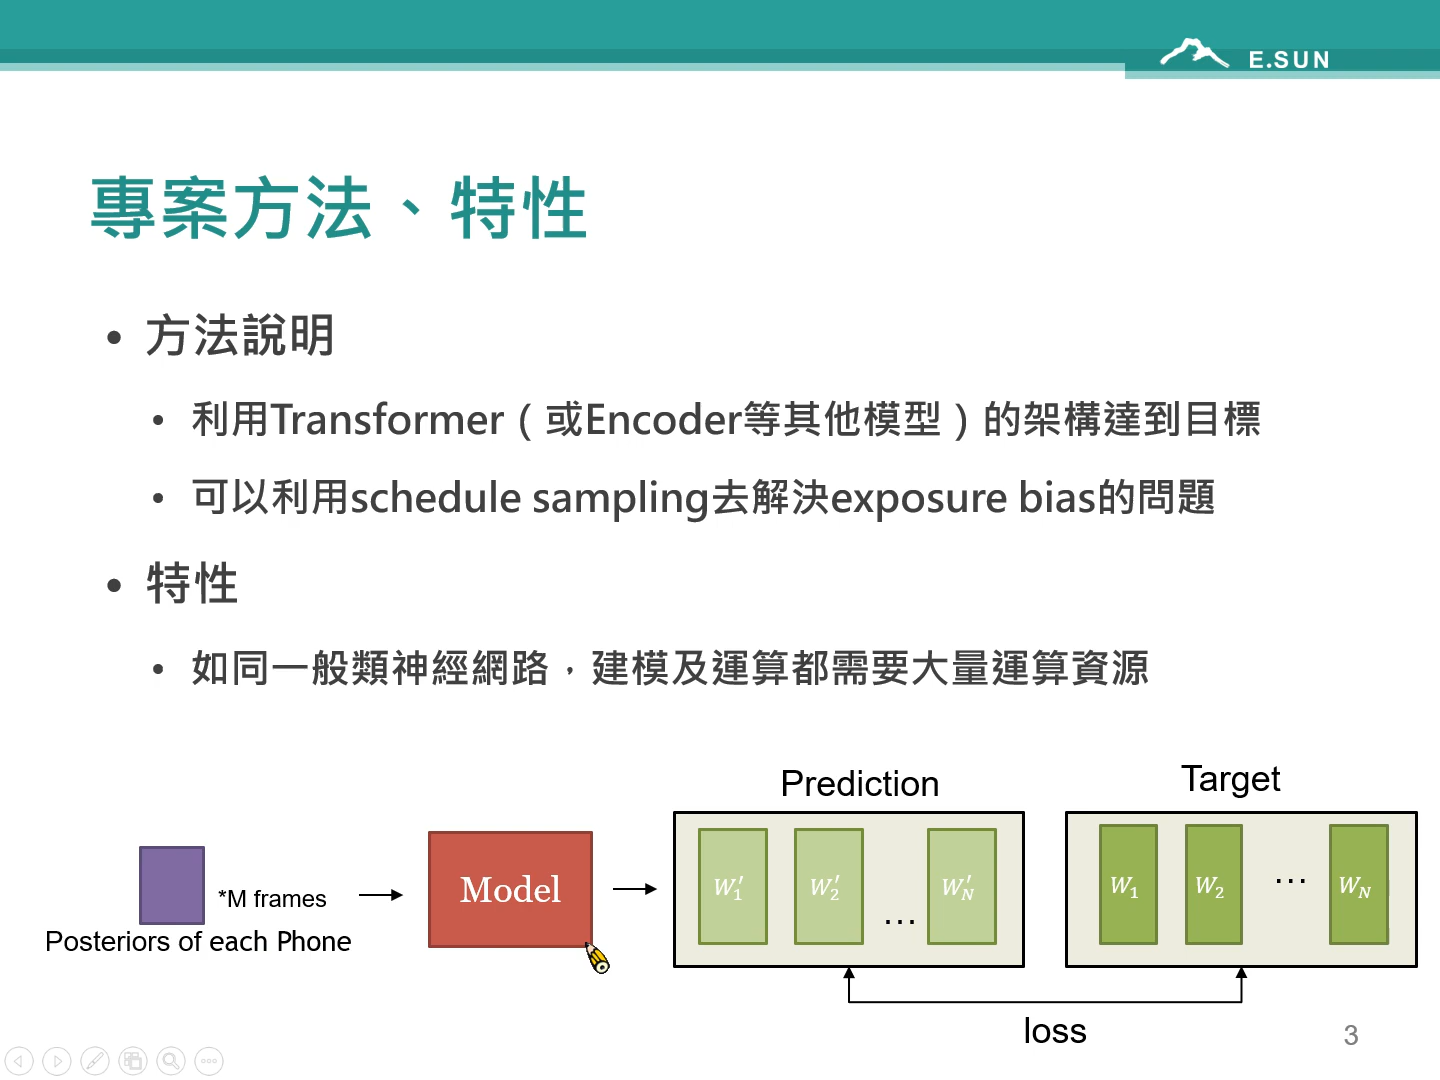 E.SUN
專案方法、特性
• 方法說明
• 利用Transformer（或Encoder等其他模型）的架構達到目標
• 可以利用schedule sampling去解決exposure bias的問題
• 特性
• 如同一般類神經網路，建模及運算都需要大量運算資源
Prediction
Target
*M frames
Posteriors of each Phone
Model
W₁′ W₂′ … W_N′
W₁ W₂ … W_N
loss
3